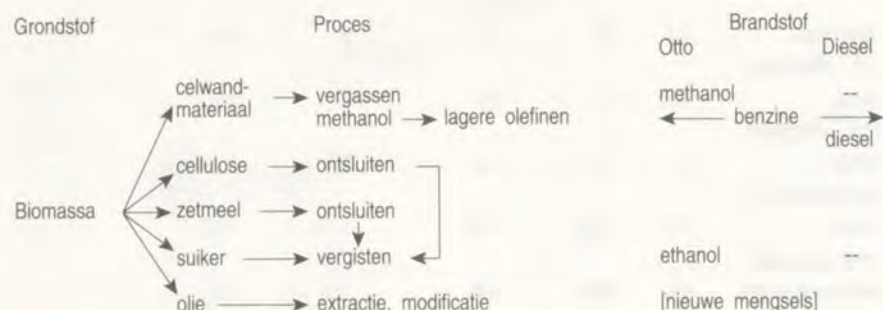 Grondstof Proces Brandstof
Otto Diesel
celwand-
materiaal vergassen methanol --
methanol lagere olefinen benzine
diesel
cellulose ontsluiten
Biomassa zetmeel ontsluiten
suiker vergisten ethanol --
olie extractie, modificatie [nieuwe mengsels]